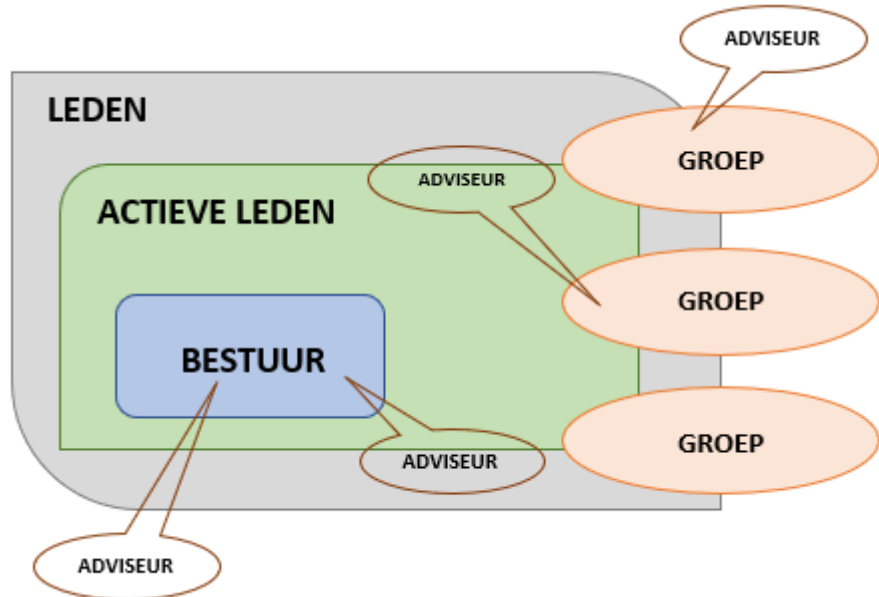 ADVISEUR
LEDEN
GROEP
ADVISEUR
ACTIEVE LEDEN
GROEP
BESTUUR
GROEP
ADVISEUR
ADVISEUR